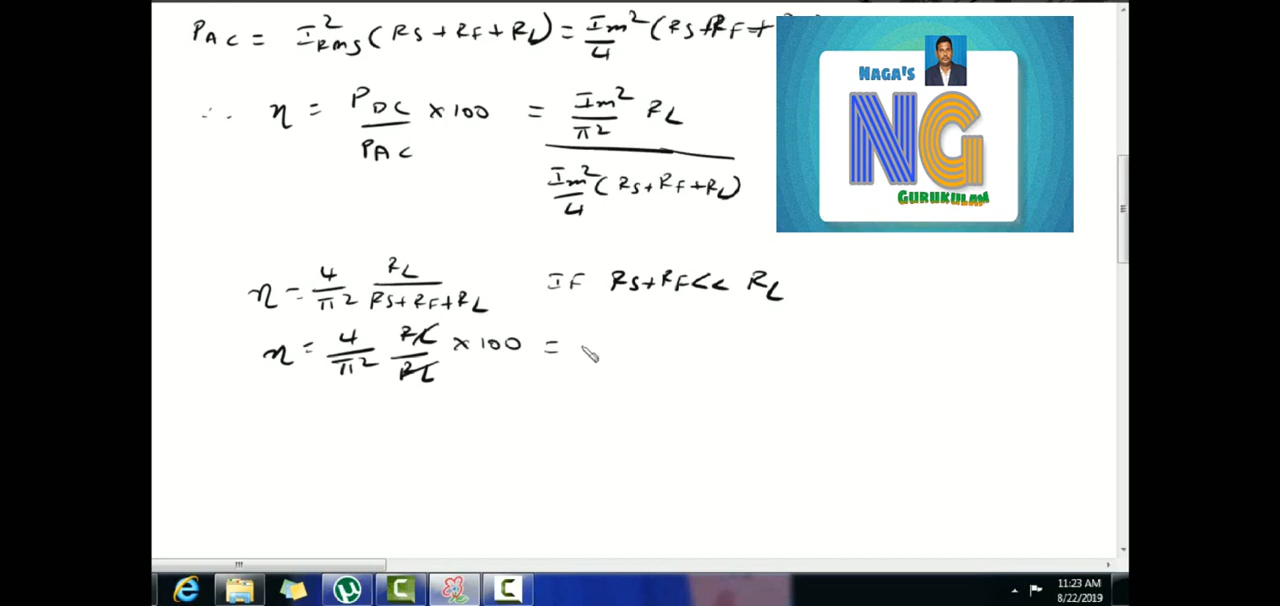 PAC = I²Rms (RS + RF + RL) = Im²/4 (RS + RF +
∴ η = PDC/PAC × 100 = Im²/π² RL / Im²/4 (RS + RF + RL)
NAGA'S
NG
GURUKULAM
η = 4/π² RL/RS + RF + RL IF RS + RF << RL
η = 4/π² RL/RL × 100 =
11:23 AM
8/22/2019